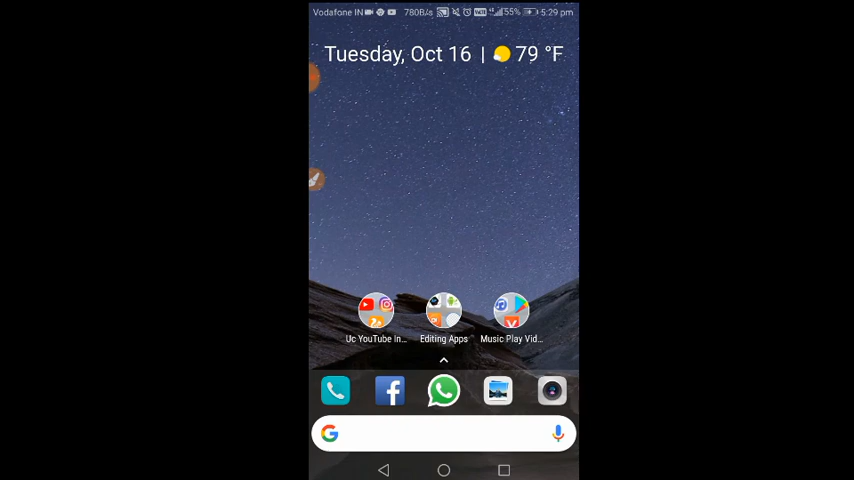 Vodafone IN 780B/s 55% 5:29 pm
Tuesday, Oct 16 | 79 °F
Uc YouTube In... Editing Apps Music Play Vid...